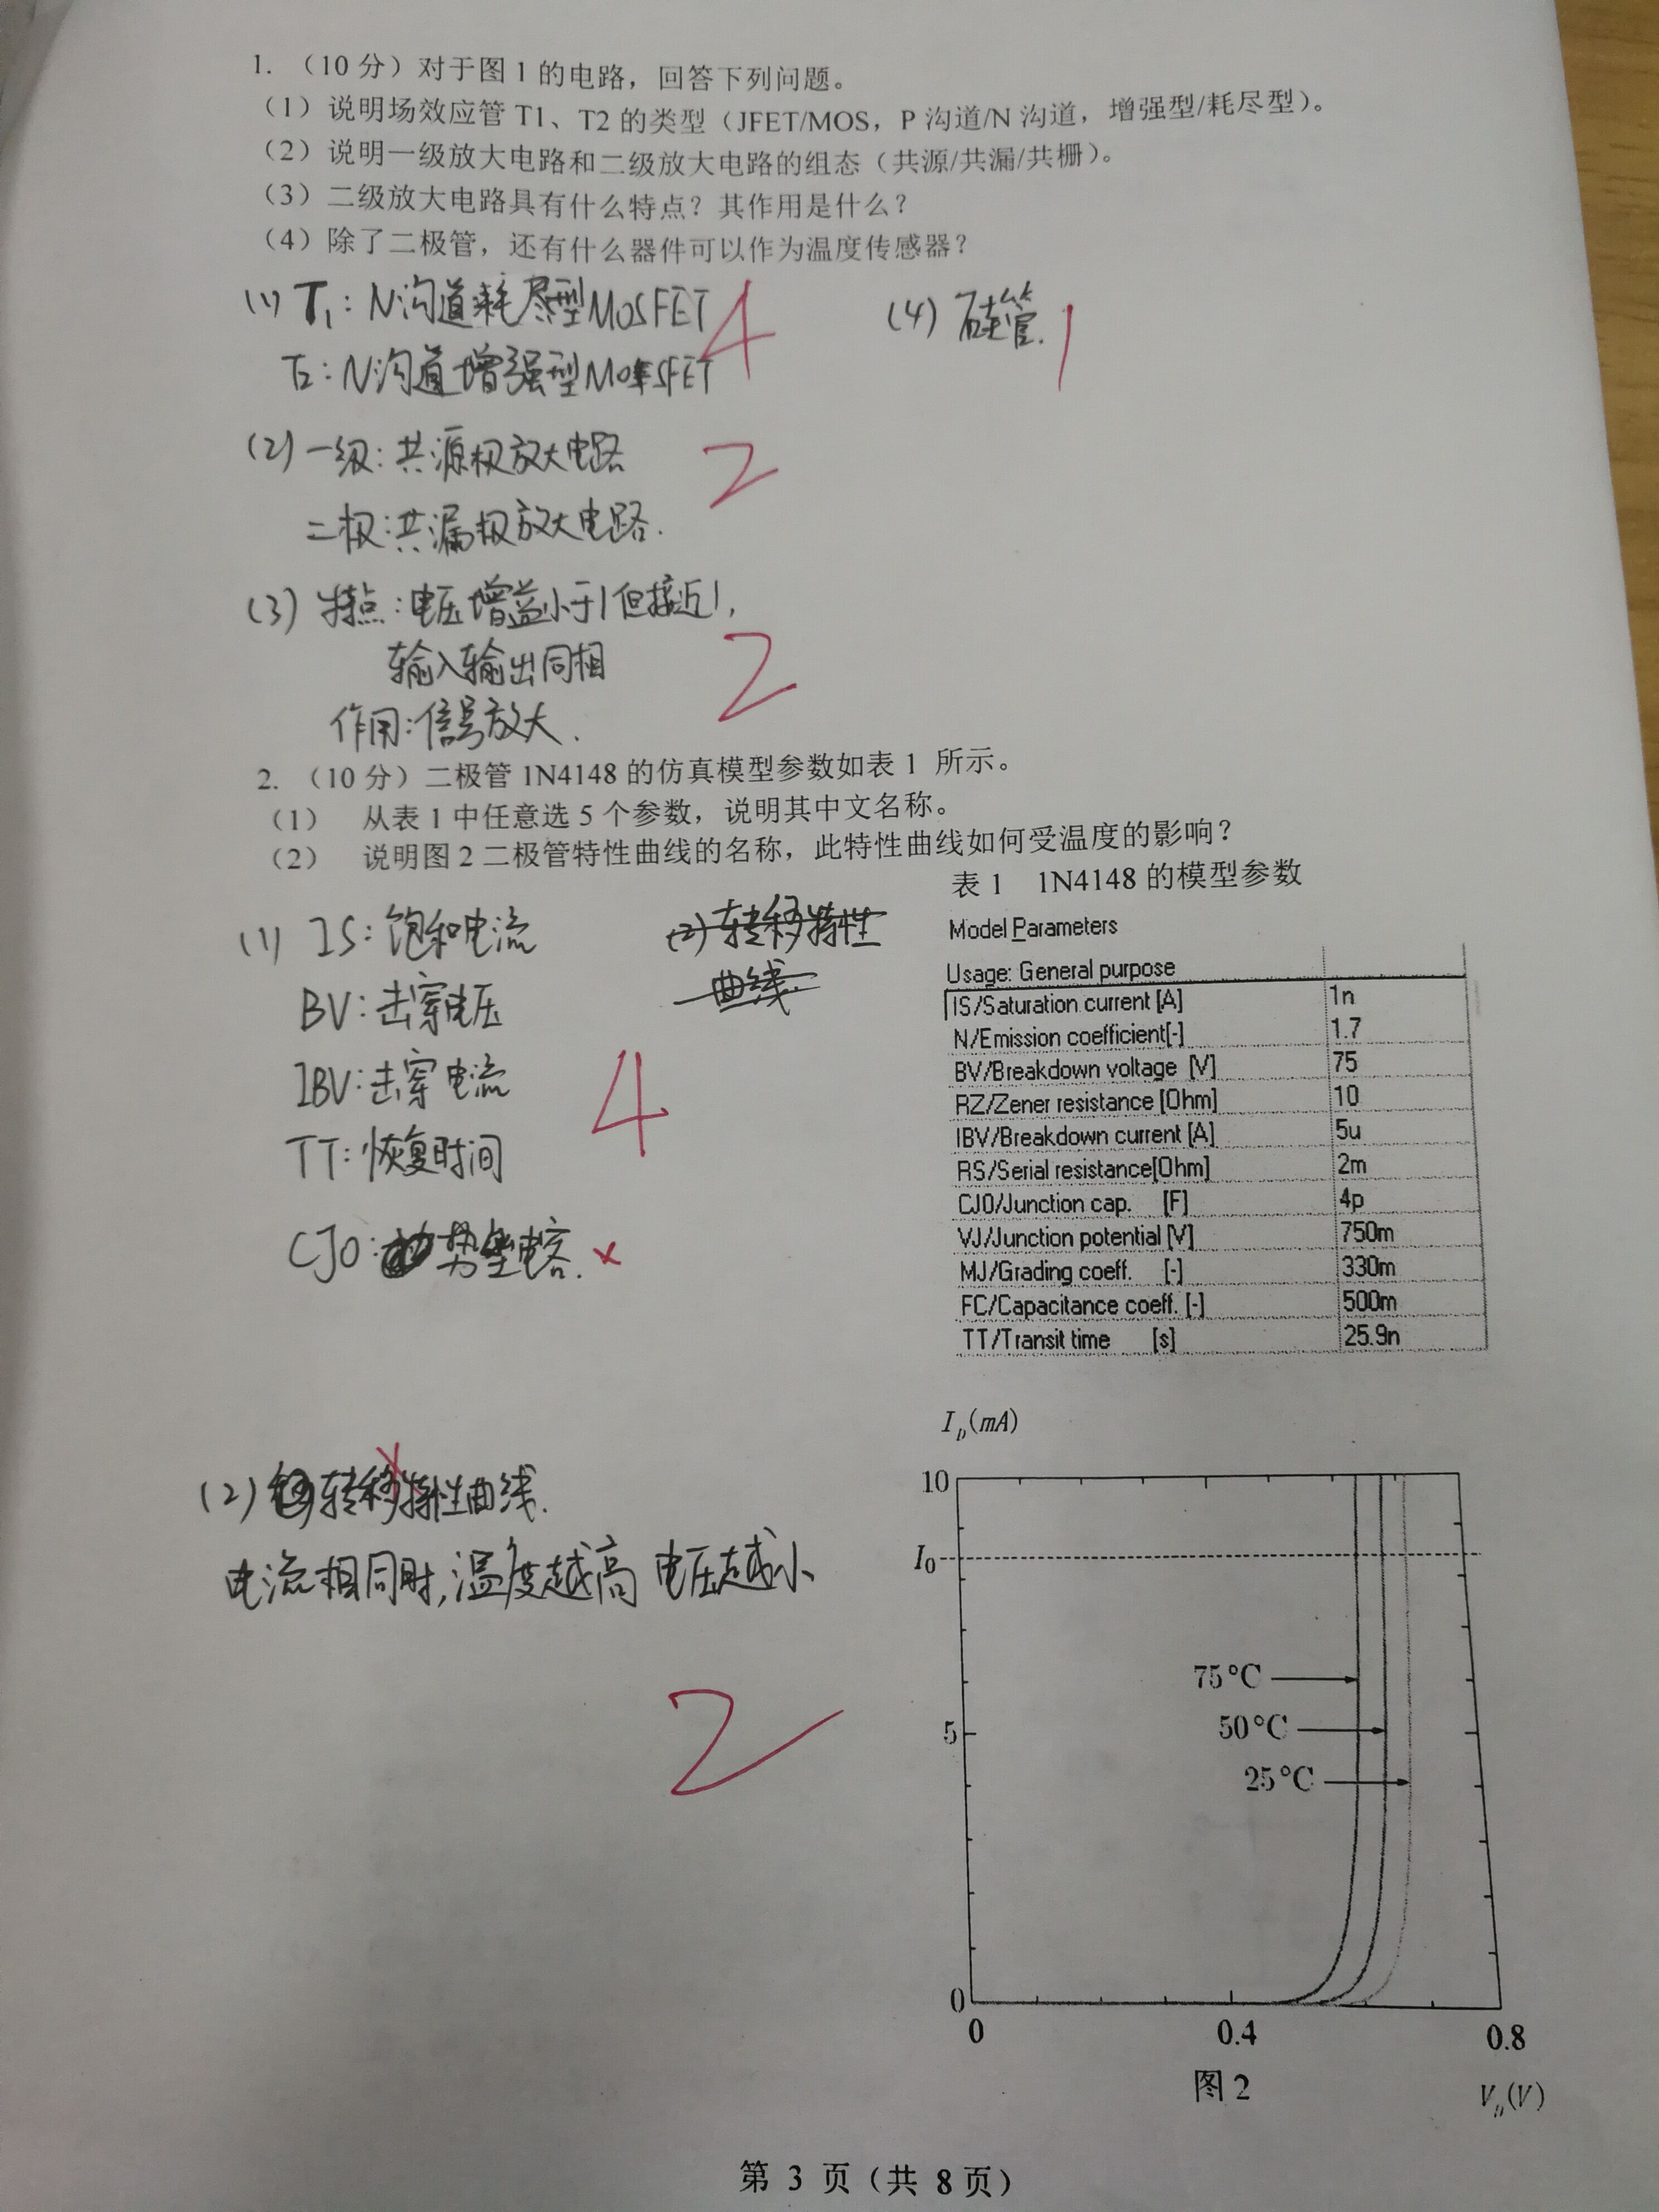 1. （10 分）对于图 1 的电路，回答下列问题。
（1）说明场效应管 T1、T2 的类型（JFET/MOS，P 沟道/N 沟道，增强型/耗尽型）。
（2）说明一级放大电路和二级放大电路的组态（共源/共漏/共栅）。
（3）二级放大电路具有什么特点？其作用是什么？
（4）除了二极管，还有什么器件可以作为温度传感器？
(1) T₁: N沟道耗尽型MOSFET 4
T₂: N沟道增强型MOSFET
(4) 硅管. 1
(2) 一级: 共源极放大电路 2
二极: 共漏极放大电路.
(3) 特点: 电压增益小于1但接近1,
输入输出同相 2
作用: 信号放大.
2. （10 分）二极管 1N4148 的仿真模型参数如表 1 所示。
（1） 从表 1 中任意选 5 个参数，说明其中文名称。
（2） 说明图 2 二极管特性曲线的名称，此特性曲线如何受温度的影响？
(1) IS: 饱和电流
BV: 击穿电压
IBV: 击穿电流
4
TT: 恢复时间
CJO: 势垒电容. ×
(2) 转移特性
曲线.
表 1 1N4148 的模型参数
Model Parameters
Usage: General purpose
IS/Saturation current [A] 1n
N/Emission coefficient[-] 1.7
BV/Breakdown voltage [V] 75
RZ/Zener resistance [Ohm] 10
IBV/Breakdown current [A] 5u
RS/Serial resistance[Ohm] 2m
CJ0/Junction cap. [F] 4p
VJ/Junction potential [V] 750m
MJ/Grading coeff. [-] 330m
FC/Capacitance coeff. [-] 500m
TT/Transit time [s] 25.9n
(2) 转移特性曲线.
电流相同时, 温度越高 电压越小
2
I_D(mA)
10
I₀
75°C
5
50°C
25°C
0
0 0.4 0.8
图 2
V_D(V)
第 3 页（共 8 页）